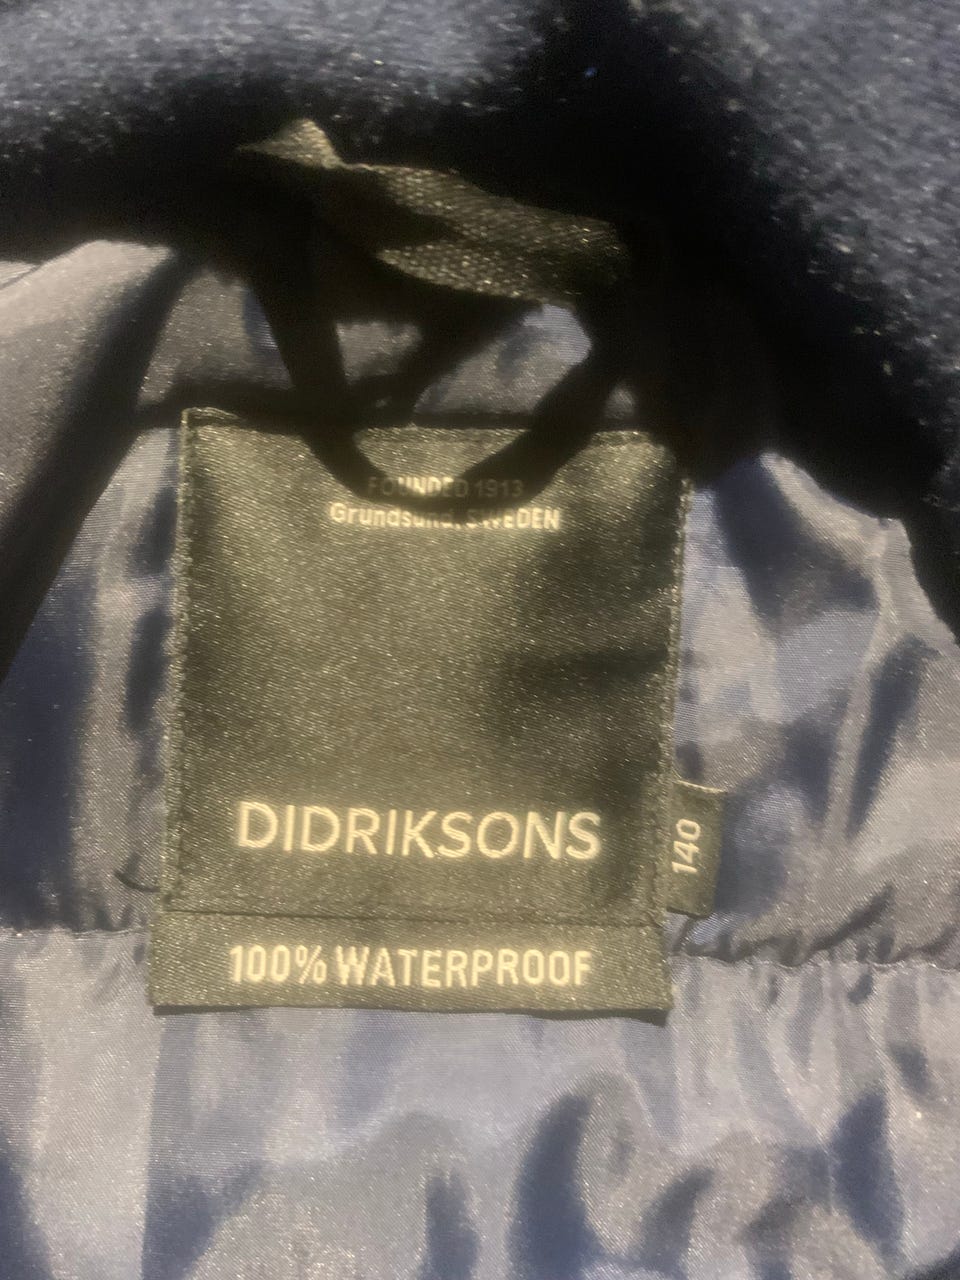 FOUNDED 1913
Grundsund, SWEDEN
DIDRIKSONS
140
100% WATERPROOF